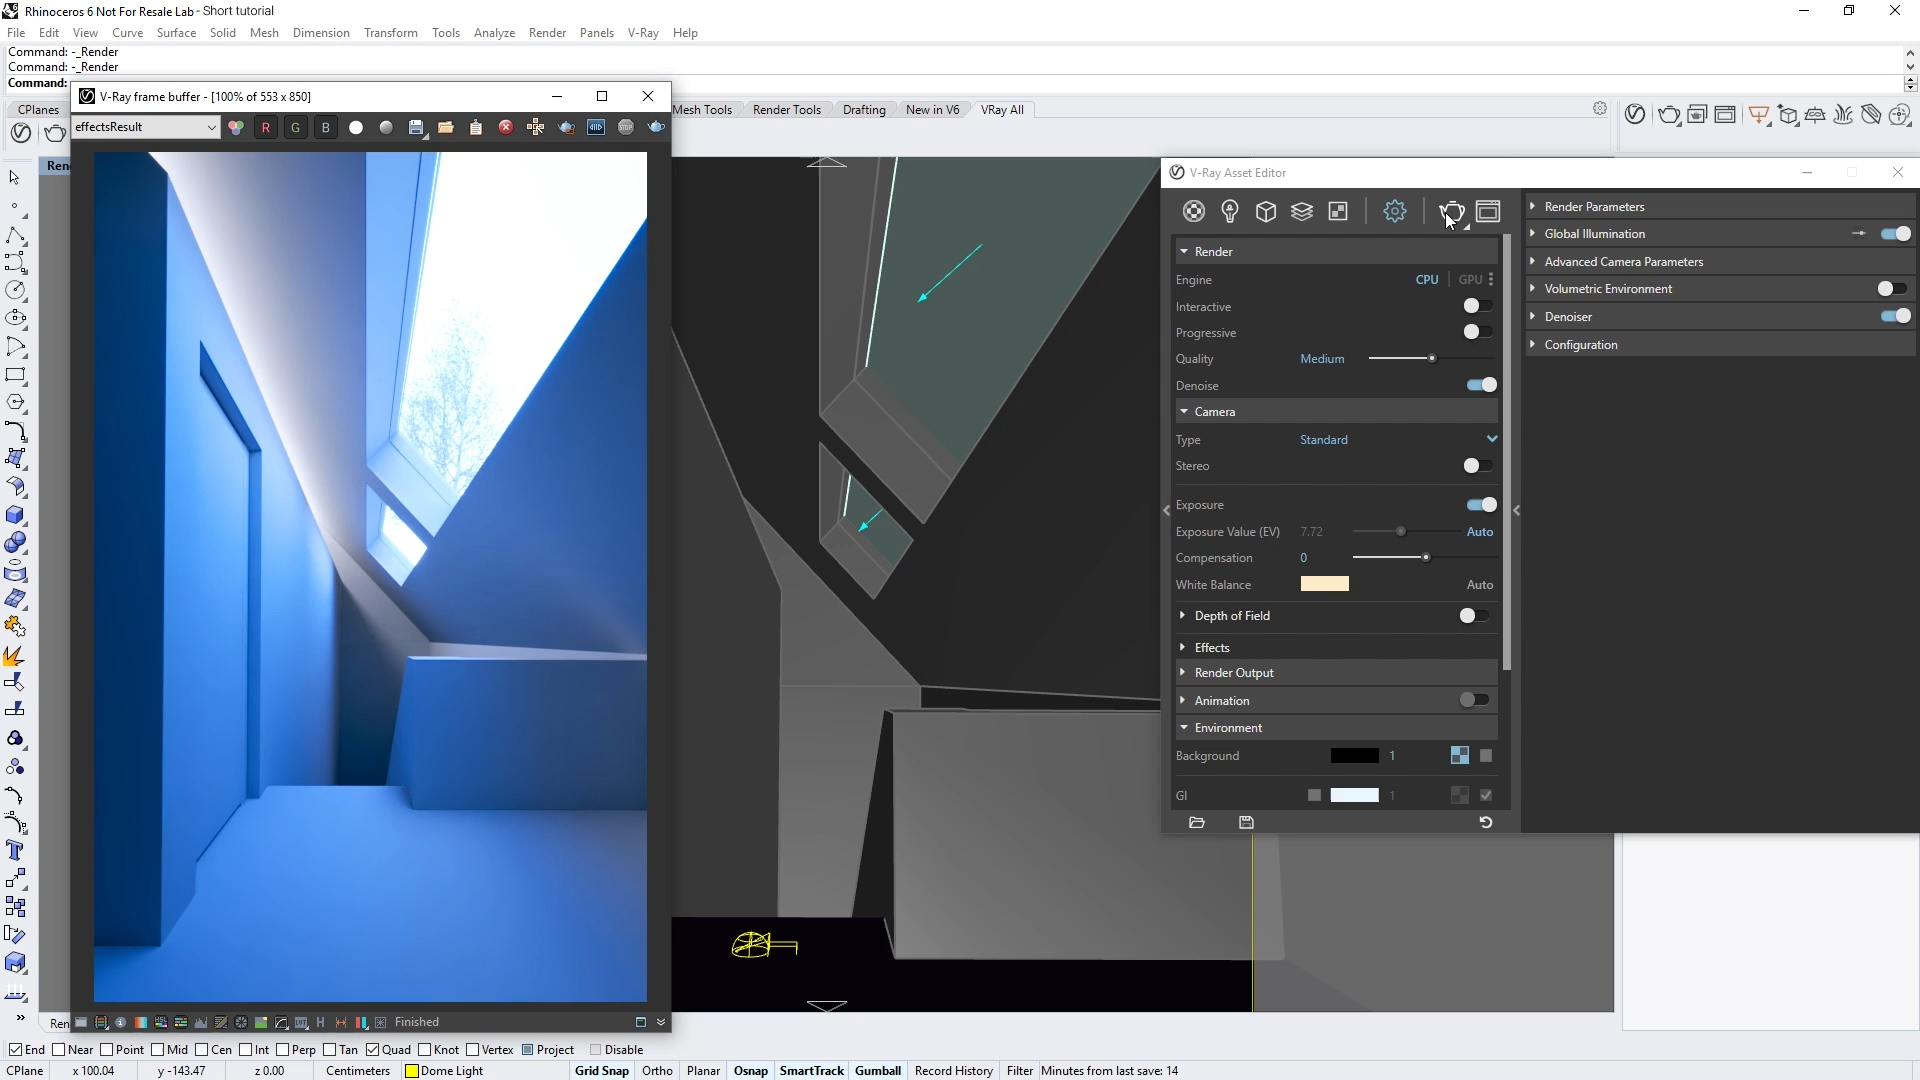 Rhinoceros 6 Not For Resale Lab - Short tutorial
File Edit View Curve Surface Solid Mesh Dimension Transform Tools Analyze Render Panels V-Ray Help
Command: -_Render
Command: -_Render
Command:
CPlanes
V-Ray frame buffer - [100% of 553 x 850]
Mesh Tools Render Tools Drafting New in V6 VRay All
effectsResult
R G B
STOP
Ren
V-Ray Asset Editor
Render
Engine CPU GPU
Interactive
Progressive
Quality Medium
Denoise
Camera
Type Standard
Stereo
Exposure
Exposure Value (EV) 7.72 Auto
Compensation 0
White Balance Auto
Depth of Field
Effects
Render Output
Animation
Environment
Background 1
GI 1
Render Parameters
Global Illumination
Advanced Camera Parameters
Volumetric Environment
Denoiser
Configuration
Ren
Finished
End Near Point Mid Cen Int Perp Tan Quad Knot Vertex Project Disable
CPlane x 100.04 y -143.47 z 0.00 Centimeters Dome Light Grid Snap Ortho Planar Osnap SmartTrack Gumball Record History Filter Minutes from last save: 14